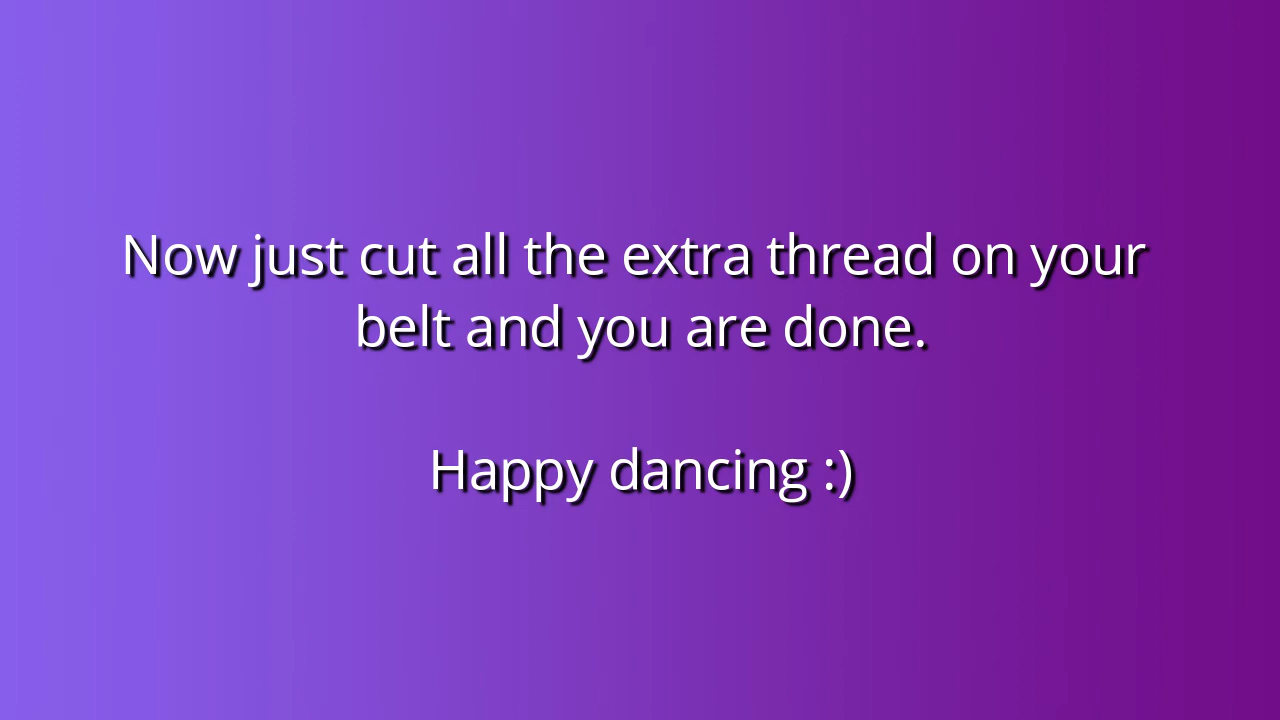 Now just cut all the extra thread on your
belt and you are done.
Happy dancing :)